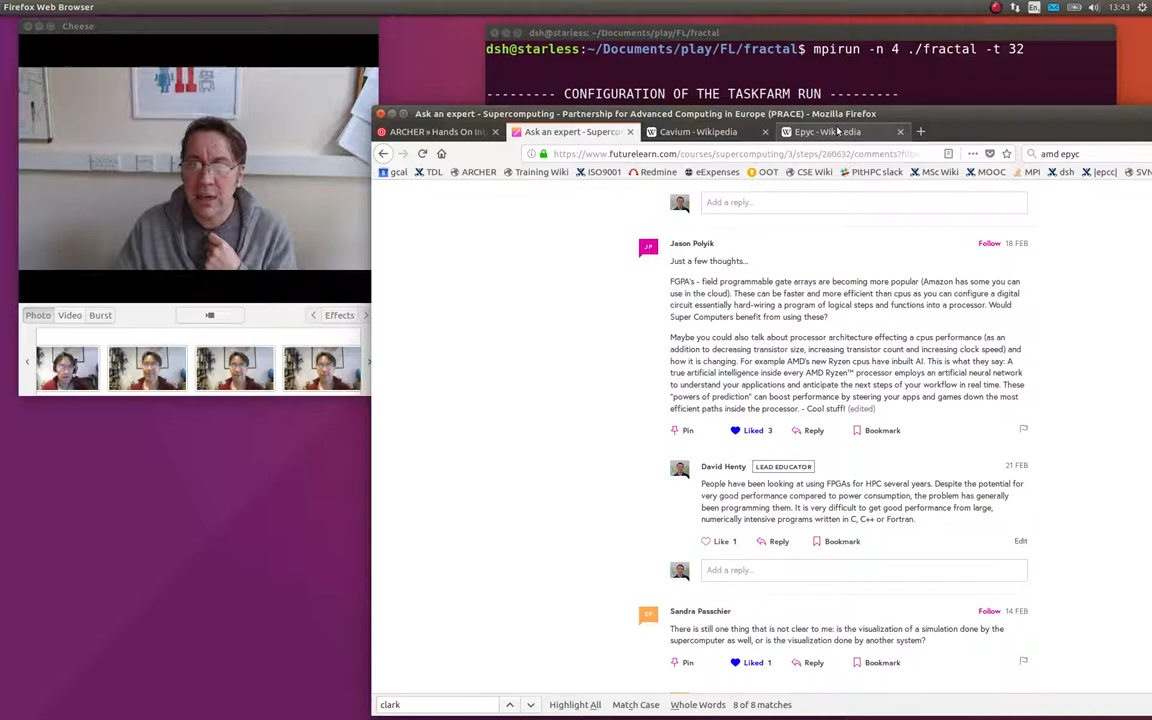 Firefox Web Browser
En
13:43
Cheese
Photo Video Burst
Effects
dsh@starless: ~/Documents/play/FL/fractal
dsh@starless:~/Documents/play/FL/fractal$ mpirun -n 4 ./fractal -t 32
--------- CONFIGURATION OF THE TASKFARM RUN ---------
Ask an expert - Supercomputing - Partnership for Advanced Computing in Europe (PRACE) - Mozilla Firefox
ARCHER » Hands On In
Ask an expert - Superco
Cavium - Wikipedia
Epyc - Wikipedia
https://www.futurelearn.com/courses/supercomputing/3/steps/260632/comments?filt
amd epyc
gcal TDL ARCHER Training Wiki ISO9001 Redmine eExpenses OOT CSE Wiki PItHPC slack MSc Wiki MOOC MPI dsh |epcc| SVN
Add a reply...
JP
Jason Polyik
Follow 18 FEB
Just a few thoughts...
FGPA's - field programmable gate arrays are becoming more popular (Amazon has some you can
use in the cloud). These can be faster and more efficient than cpus as you can configure a digital
circuit essentially hard-wiring a program of logical steps and functions into a processor. Would
Super Computers benefit from using these?
Maybe you could also talk about processor architecture effecting a cpus performance (as an
addition to decreasing transistor size, increasing transistor count and increasing clock speed) and
how it is changing. For example AMD's new Ryzen cpus have inbuilt AI. This is what they say: A
true artificial intelligence inside every AMD Ryzen™ processor employs an artificial neural network
to understand your applications and anticipate the next steps of your workflow in real time. These
"powers of prediction" can boost performance by steering your apps and games down the most
efficient paths inside the processor. - Cool stuff! (edited)
Pin Liked 3 Reply Bookmark
David Henty LEAD EDUCATOR
21 FEB
People have been looking at using FPGAs for HPC several years. Despite the potential for
very good performance compared to power consumption, the problem has generally
been programming them. It is very difficult to get good performance from large,
numerically intensive programs written in C, C++ or Fortran.
Like 1 Reply Bookmark
Edit
Add a reply...
SP
Sandra Passchier
Follow 14 FEB
There is still one thing that is not clear to me: is the visualization of a simulation done by the
supercomputer as well, or is the visualization done by another system?
Pin Liked 1 Reply Bookmark
clark
Highlight All Match Case Whole Words 8 of 8 matches